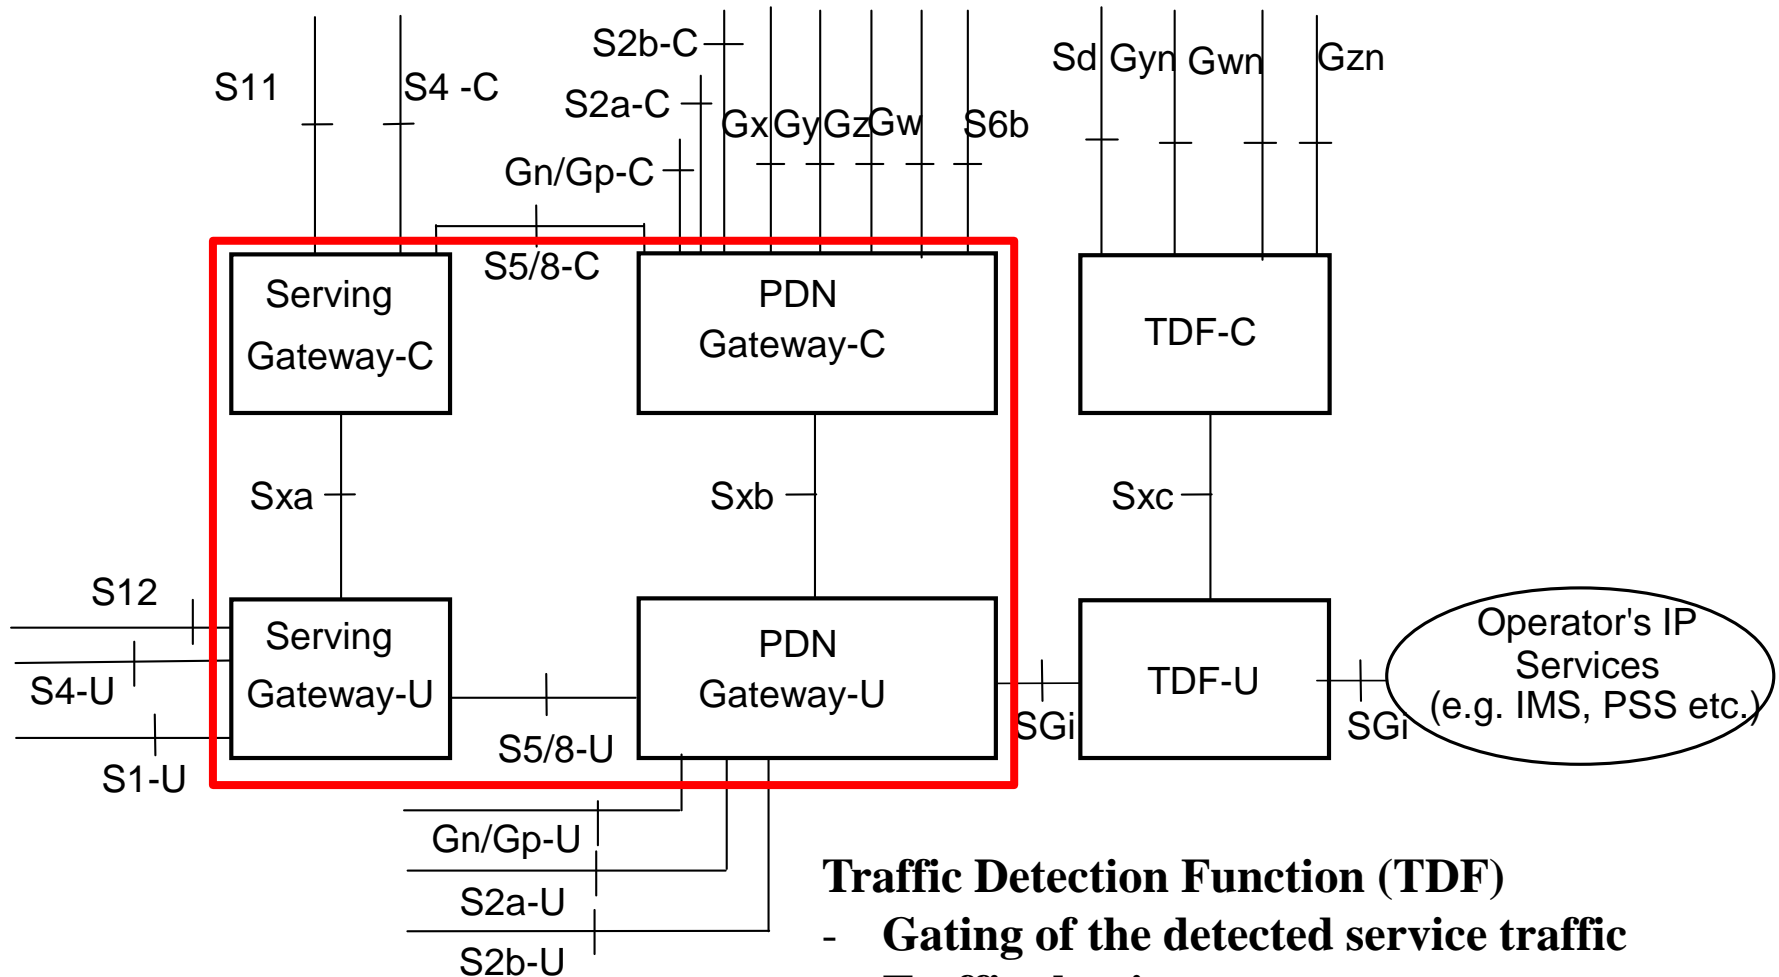 S2b-C
S11
S4 -C
S2a-C
Gn/Gp-C
Gx
Gy
Gz
Gw
S6b
Sd
Gyn
Gwn
Gzn
S5/8-C
Serving
Gateway-C
PDN
Gateway-C
TDF-C
Sxa
Sxb
Sxc
S12
S4-U
S1-U
Serving
Gateway-U
S5/8-U
PDN
Gateway-U
SGi
TDF-U
SGi
Operator's IP
Services
(e.g. IMS, PSS etc.)
Gn/Gp-U
S2a-U
S2b-U
Traffic Detection Function (TDF)
- Gating of the detected service traffic